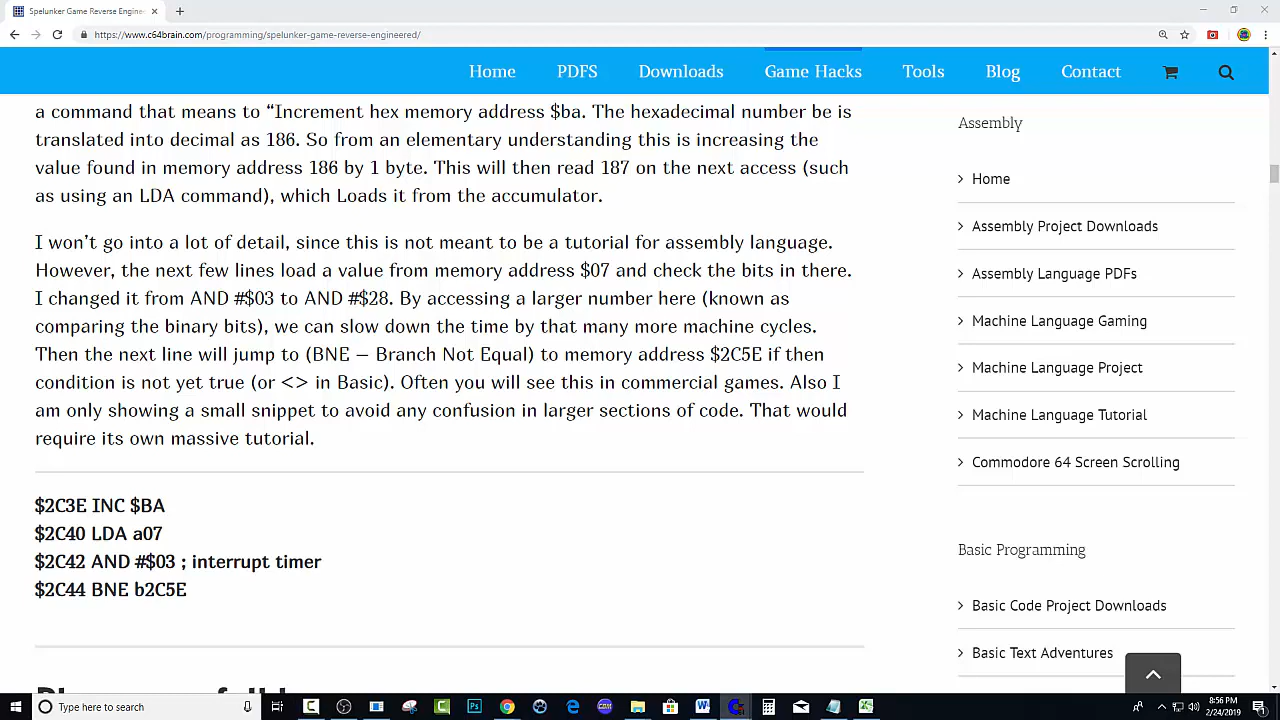 Spelunker Game Reverse Engine
https://www.c64brain.com/programming/spelunker-game-reverse-engineered/
Home PDFS Downloads Game Hacks Tools Blog Contact
a command that means to “Increment hex memory address $ba. The hexadecimal number be is
translated into decimal as 186. So from an elementary understanding this is increasing the
value found in memory address 186 by 1 byte. This will then read 187 on the next access (such
as using an LDA command), which Loads it from the accumulator.
I won’t go into a lot of detail, since this is not meant to be a tutorial for assembly language.
However, the next few lines load a value from memory address $07 and check the bits in there.
I changed it from AND #$03 to AND #$28. By accessing a larger number here (known as
comparing the binary bits), we can slow down the time by that many more machine cycles.
Then the next line will jump to (BNE – Branch Not Equal) to memory address $2C5E if then
condition is not yet true (or <> in Basic). Often you will see this in commercial games. Also I
am only showing a small snippet to avoid any confusion in larger sections of code. That would
require its own massive tutorial.
$2C3E INC $BA
$2C40 LDA a07
$2C42 AND #$03 ; interrupt timer
$2C44 BNE b2C5E
Assembly
Home
Assembly Project Downloads
Assembly Language PDFs
Machine Language Gaming
Machine Language Project
Machine Language Tutorial
Commodore 64 Screen Scrolling
Basic Programming
Basic Code Project Downloads
Basic Text Adventures
Type here to search
8:56 PM
2/24/2019